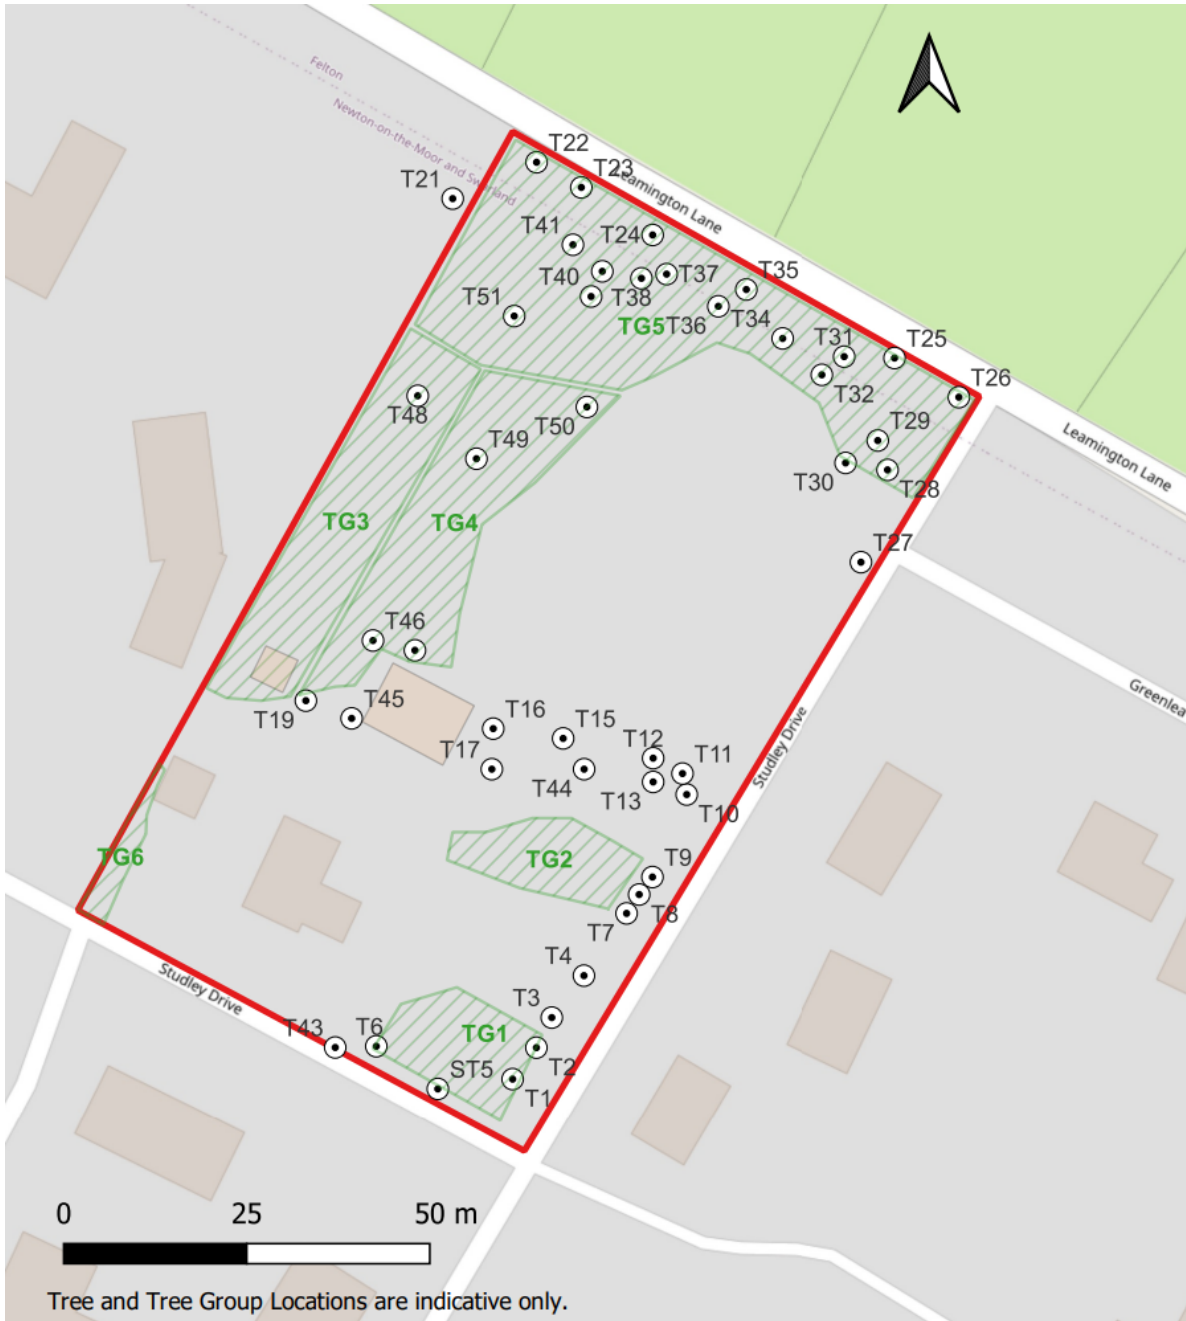 Felton
Newton-on-the-Moor and Swarland
T22
T23
T21
Leamington Lane
T41
T24
T40
T37
T35
T51
T38
TG5
T36
T34
T31
T25
T32
T26
T48
T50
T29
Leamington Lane
T49
T30
T28
TG3
TG4
T27
T46
Greenlea
T19
T45
T16
T15
T12
T11
Studley Drive
T17
T44
T13
T10
TG6
TG2
T9
T8
T7
T4
Studley Drive
T3
T43
T6
TG1
T2
ST5
T1
0 25 50 m
Tree and Tree Group Locations are indicative only.